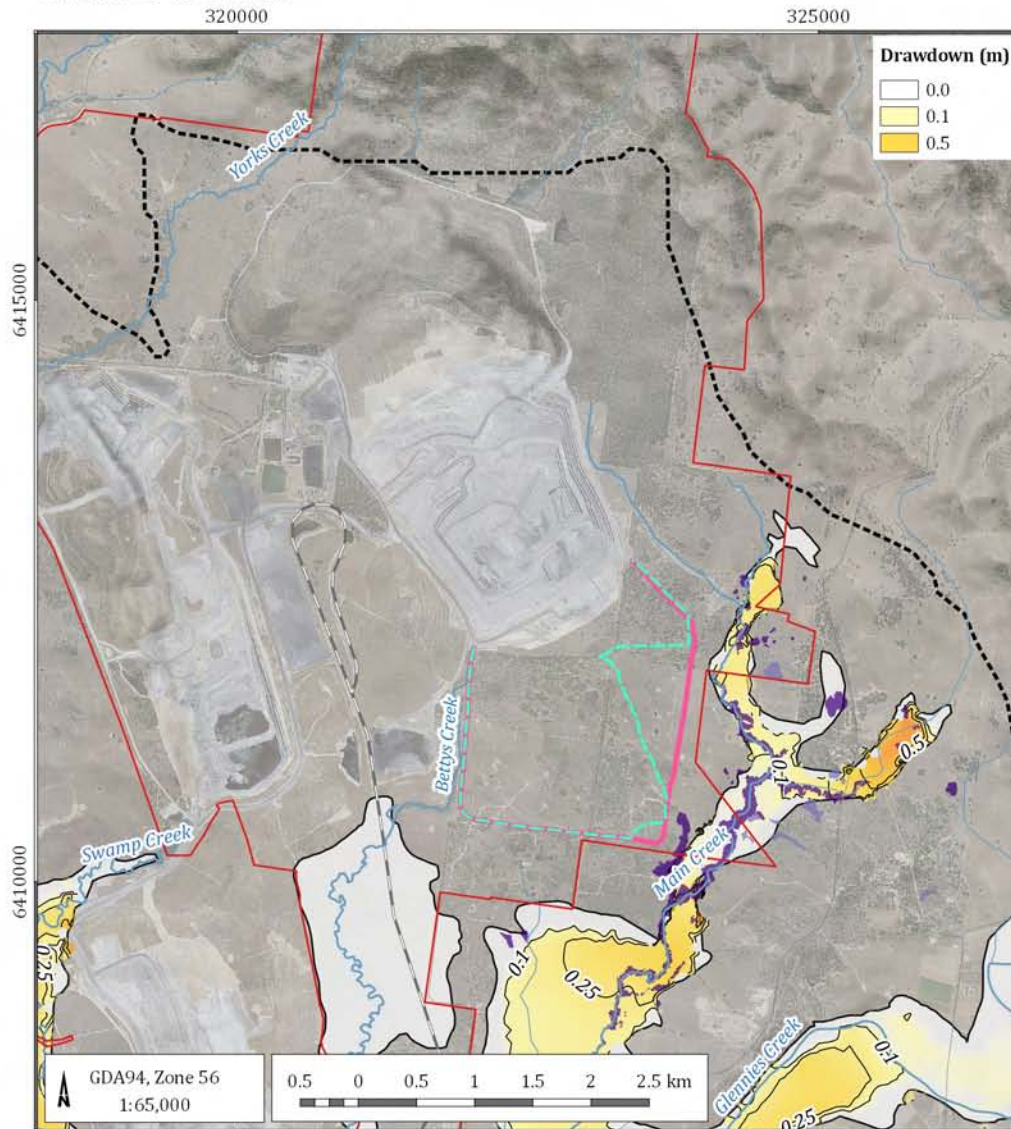 320000
325000
Drawdown (m)
0.0
0.1
0.5
Yorks Creek
6415000
0.5
0.1
Bettys Creek
Swamp Creek
Main Creek
6410000
0.1
0.25
0.25
Glennies Creek
0.1
0.25
N
GDA94, Zone 56
1:65,000
0.5 0 0.5 1 1.5 2 2.5 km